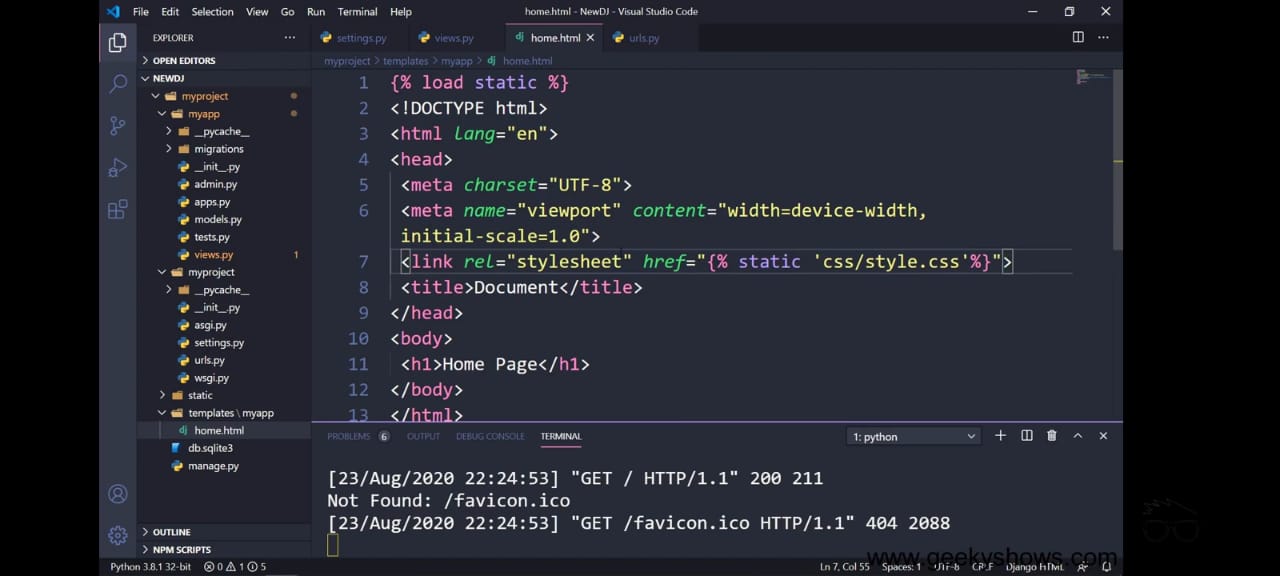 File Edit Selection View Go Run Terminal Help home.html - NewDJ - Visual Studio Code
EXPLORER
OPEN EDITORS
NEWDJ
myproject
myapp
__pycache__
migrations
__init__.py
admin.py
apps.py
models.py
tests.py
views.py 1
myproject
__pycache__
__init__.py
asgi.py
settings.py
urls.py
wsgi.py
static
templates \ myapp
home.html
db.sqlite3
manage.py
OUTLINE
NPM SCRIPTS
settings.py views.py home.html urls.py
myproject > templates > myapp > home.html
1 {% load static %}
2 <!DOCTYPE html>
3 <html lang="en">
4 <head>
5 <meta charset="UTF-8">
6 <meta name="viewport" content="width=device-width,
initial-scale=1.0">
7 <link rel="stylesheet" href="{% static 'css/style.css'%}">
8 <title>Document</title>
9 </head>
10 <body>
11 <h1>Home Page</h1>
12 </body>
13 </html>
PROBLEMS 6 OUTPUT DEBUG CONSOLE TERMINAL 1: python
[23/Aug/2020 22:24:53] "GET / HTTP/1.1" 200 211
Not Found: /favicon.ico
[23/Aug/2020 22:24:53] "GET /favicon.ico HTTP/1.1" 404 2088
www.geekyshows.com
Python 3.8.1 32-bit 0 1 5 Ln 7, Col 55 Spaces: 1 UTF-8 CRLF Django HTML